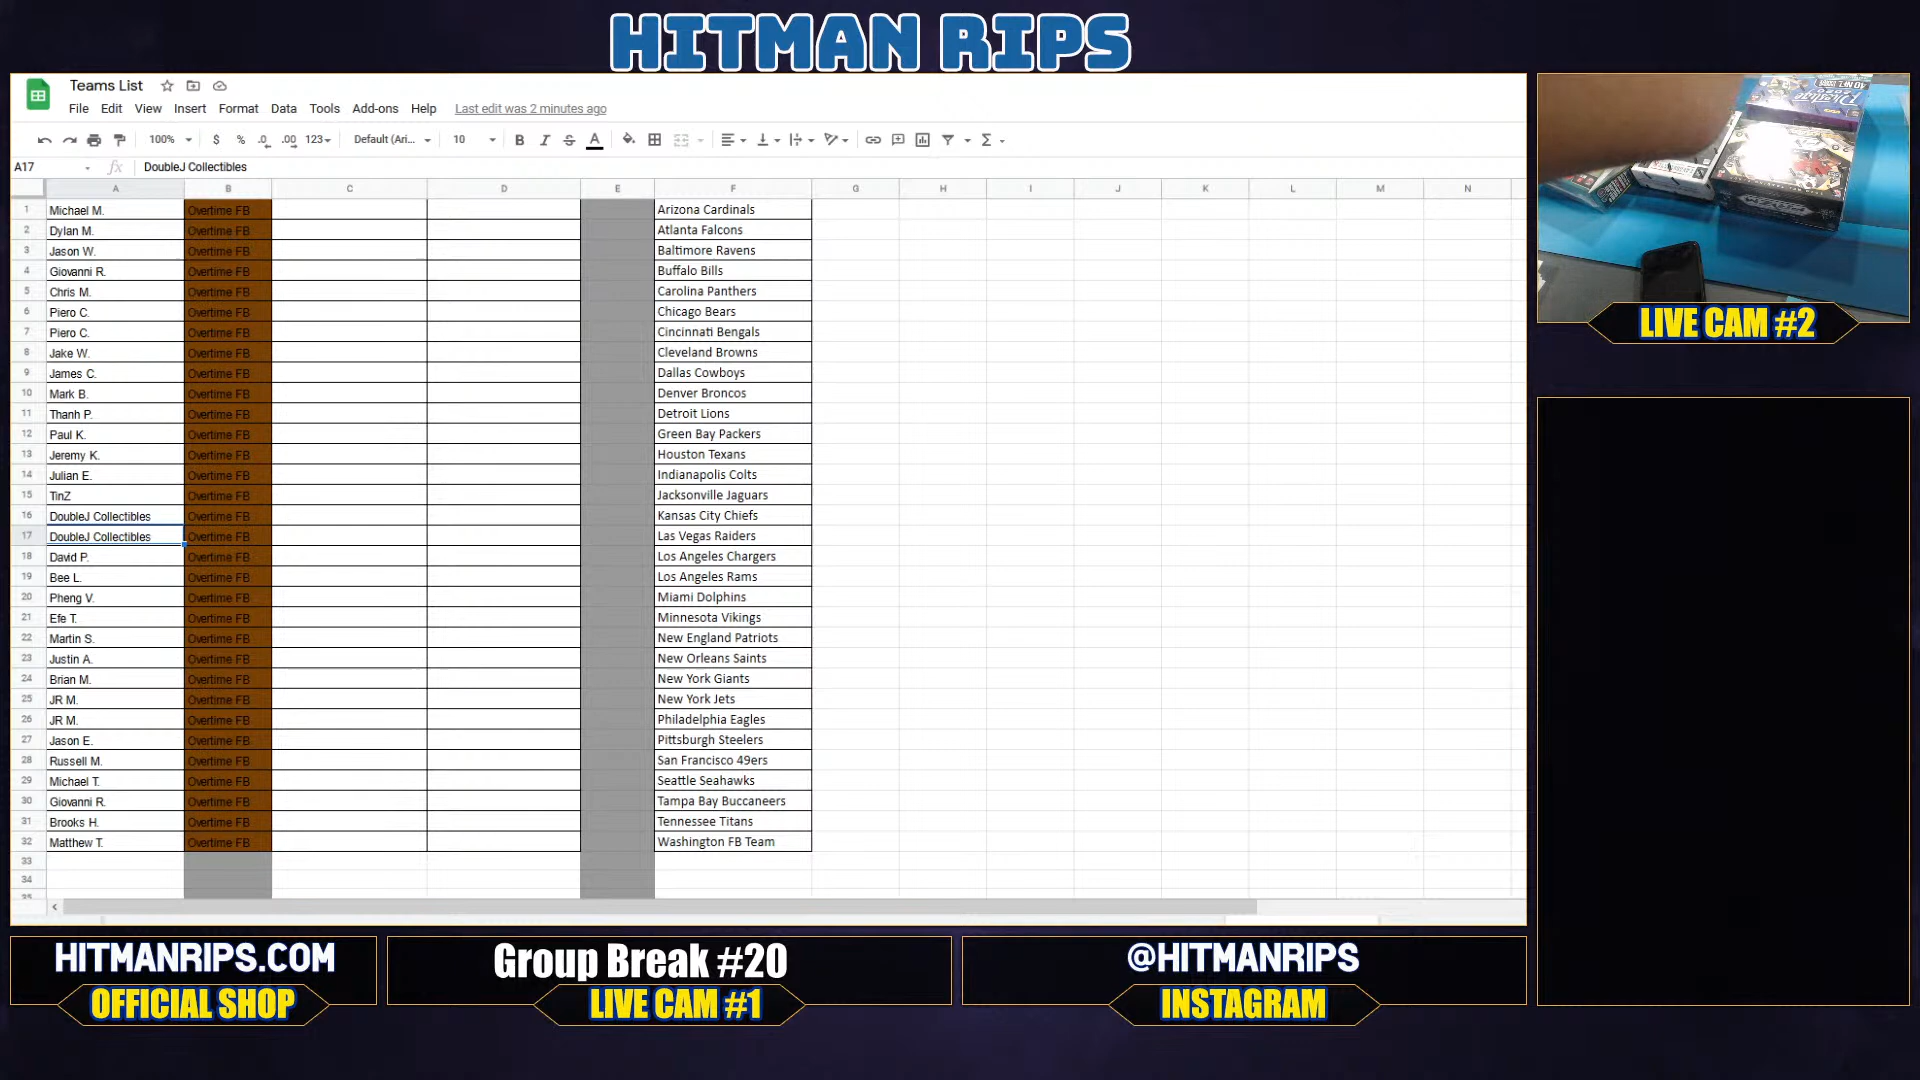 HITMAN RIPS
Teams List
File Edit View Insert Format Data Tools Add-ons Help Last edit was 2 minutes ago
100% $ % .0 .00 123 Default (Ari... 10 B I S A
A17 fx DoubleJ Collectibles
A B C D E F G H I J K L M N
1 Michael M. Overtime FB Arizona Cardinals
2 Dylan M. Overtime FB Atlanta Falcons
3 Jason W. Overtime FB Baltimore Ravens
4 Giovanni R. Overtime FB Buffalo Bills
5 Chris M. Overtime FB Carolina Panthers
6 Piero C. Overtime FB Chicago Bears
7 Piero C. Overtime FB Cincinnati Bengals
8 Jake W. Overtime FB Cleveland Browns
9 James C. Overtime FB Dallas Cowboys
10 Mark B. Overtime FB Denver Broncos
11 Thanh P. Overtime FB Detroit Lions
12 Paul K. Overtime FB Green Bay Packers
13 Jeremy K. Overtime FB Houston Texans
14 Julian E. Overtime FB Indianapolis Colts
15 TinZ Overtime FB Jacksonville Jaguars
16 DoubleJ Collectibles Overtime FB Kansas City Chiefs
17 DoubleJ Collectibles Overtime FB Las Vegas Raiders
18 David P. Overtime FB Los Angeles Chargers
19 Bee L. Overtime FB Los Angeles Rams
20 Pheng V. Overtime FB Miami Dolphins
21 Efe T. Overtime FB Minnesota Vikings
22 Martin S. Overtime FB New England Patriots
23 Justin A. Overtime FB New Orleans Saints
24 Brian M. Overtime FB New York Giants
25 JR M. Overtime FB New York Jets
26 JR M. Overtime FB Philadelphia Eagles
27 Jason E. Overtime FB Pittsburgh Steelers
28 Russell M. Overtime FB San Francisco 49ers
29 Michael T. Overtime FB Seattle Seahawks
30 Giovanni R. Overtime FB Tampa Bay Buccaneers
31 Brooks H. Overtime FB Tennessee Titans
32 Matthew T. Overtime FB Washington FB Team
33
34
35
Prestige
LIVE CAM #2
HITMANRIPS.COM
OFFICIAL SHOP
Group Break #20
LIVE CAM #1
@HITMANRIPS
INSTAGRAM